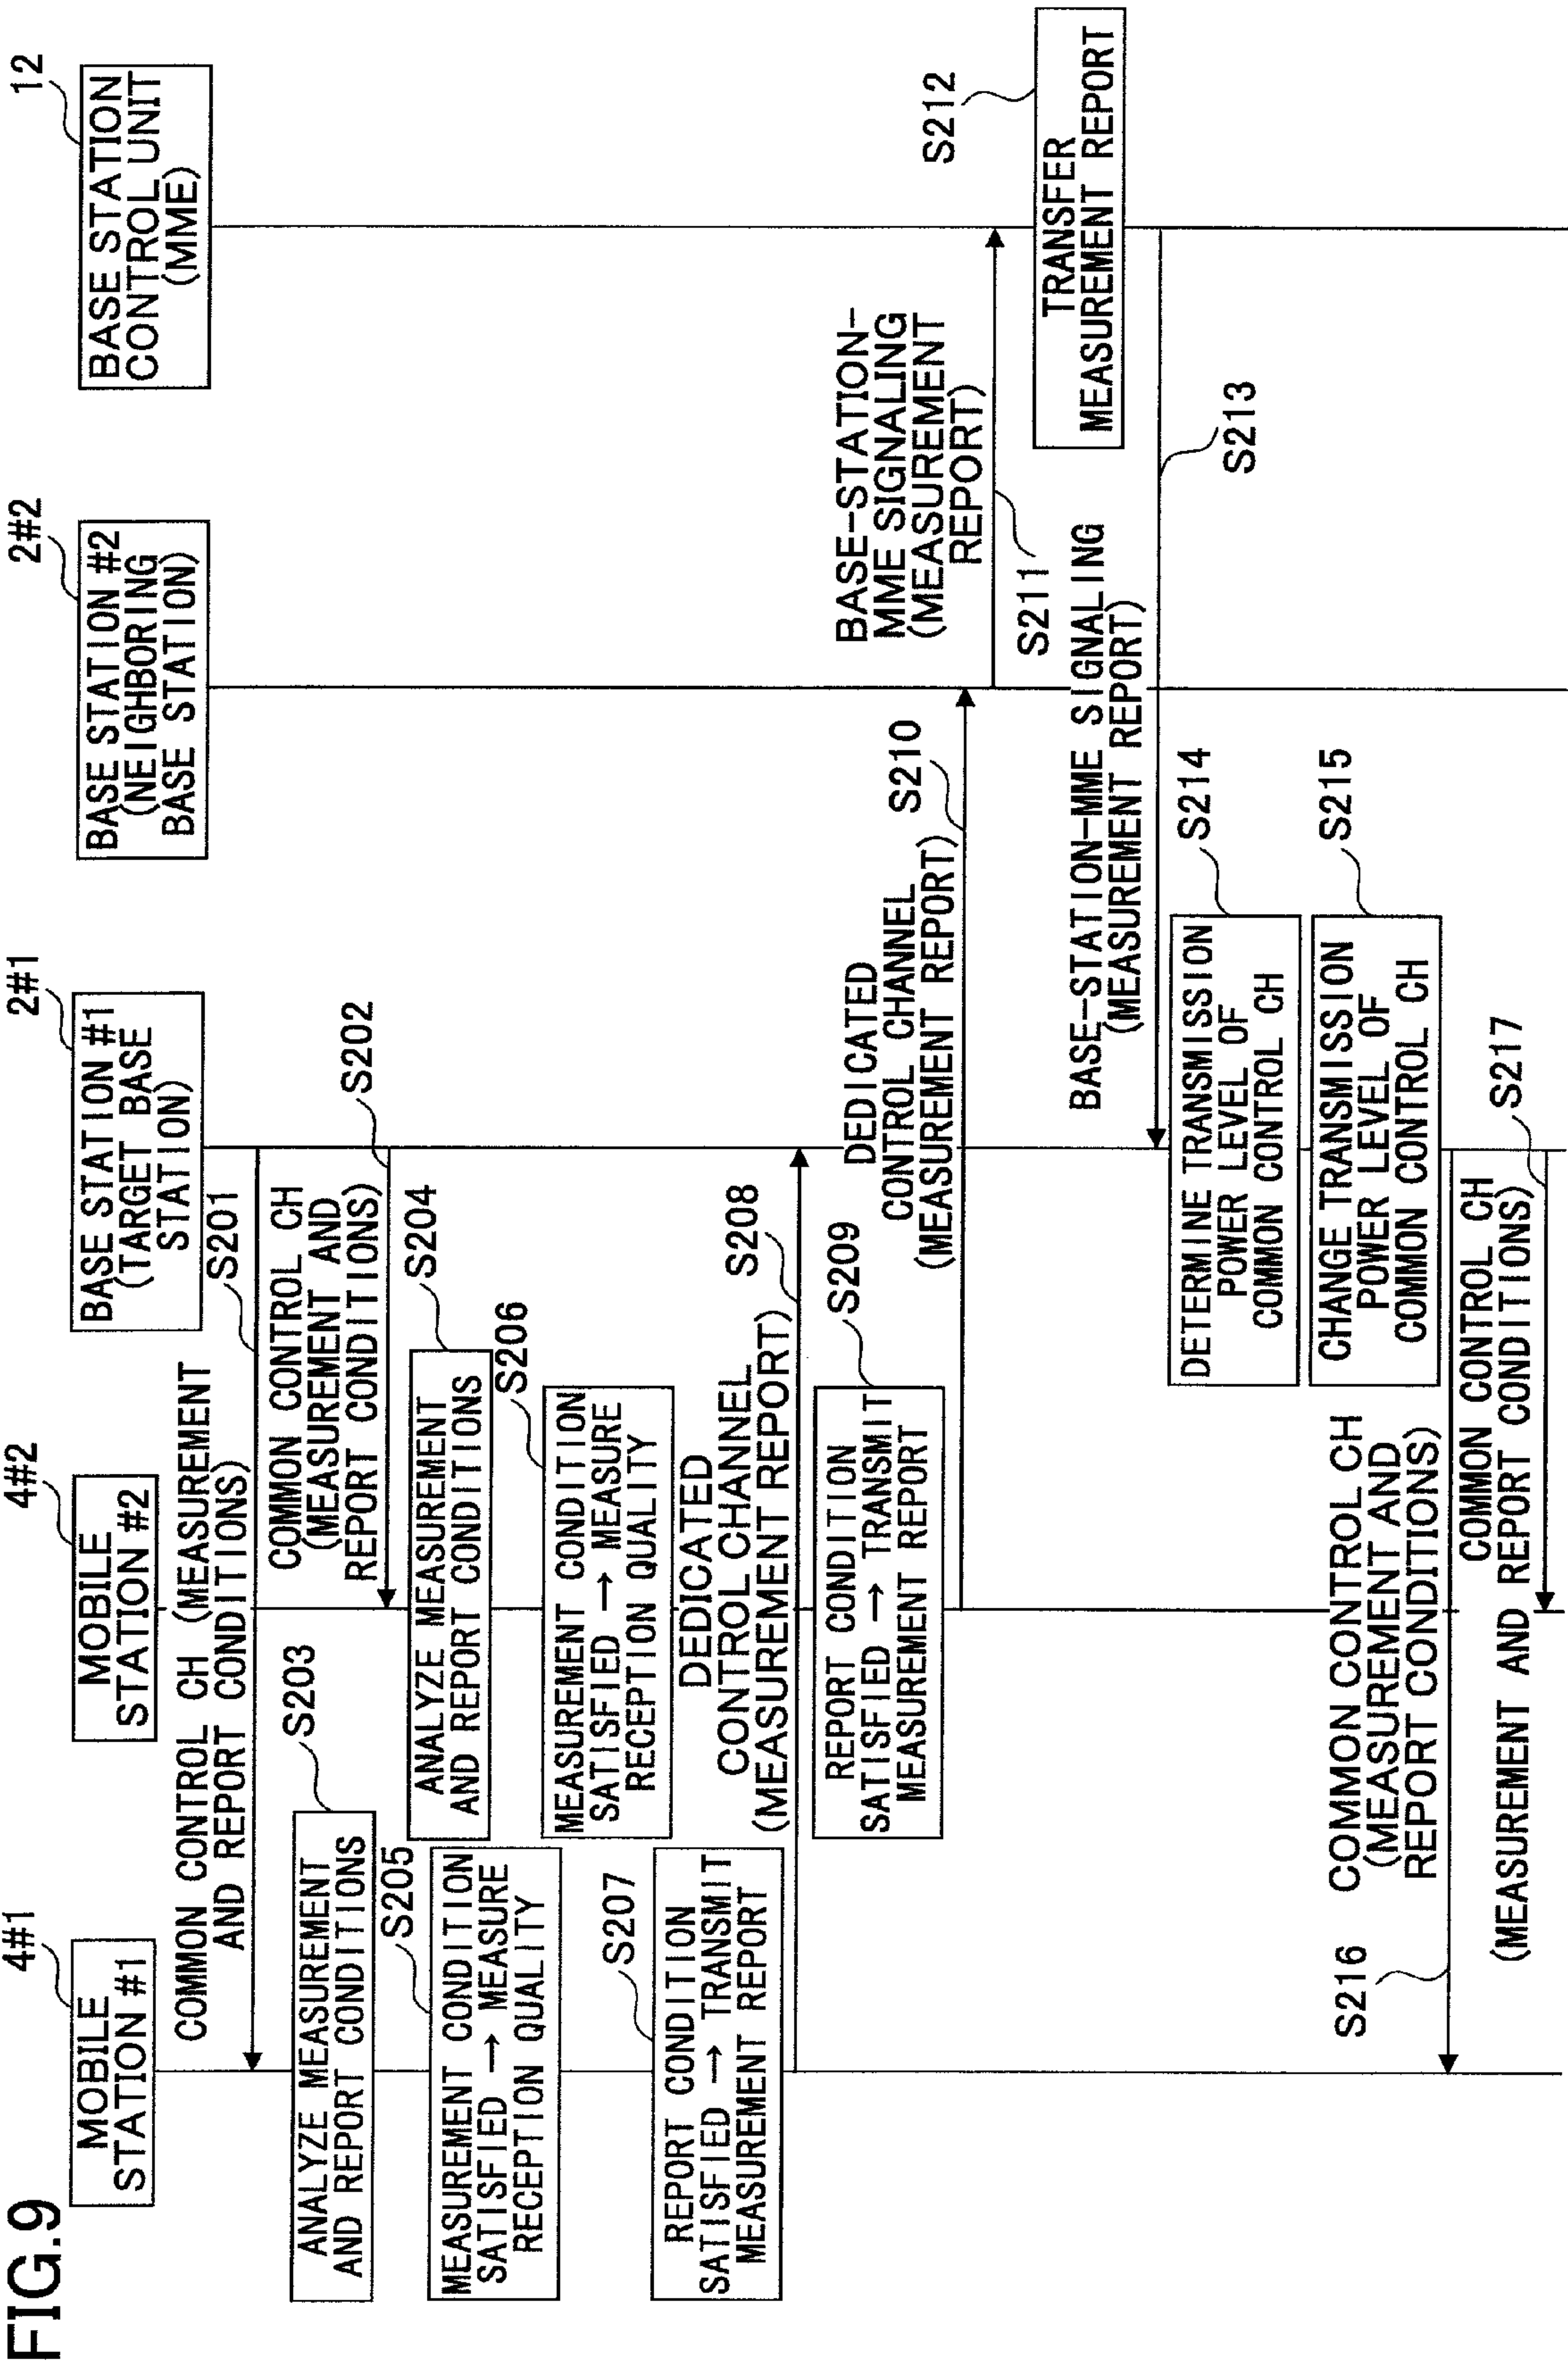 FIG.9
4#1
MOBILE
STATION #1
4#2
MOBILE
STATION #2
2#1
BASE STATION #1
(TARGET BASE
STATION)
2#2
BASE STATION #2
(NEIGHBORING
BASE STATION)
12
BASE STATION
CONTROL UNIT
(MME)
COMMON CONTROL CH (MEASUREMENT
AND REPORT CONDITIONS)
S201
COMMON CONTROL CH
(MEASUREMENT AND
REPORT CONDITIONS)
S202
S203
ANALYZE MEASUREMENT
AND REPORT CONDITIONS
S204
ANALYZE MEASUREMENT
AND REPORT CONDITIONS
S205
MEASUREMENT CONDITION
SATISFIED → MEASURE
RECEPTION QUALITY
S206
MEASUREMENT CONDITION
SATISFIED → MEASURE
RECEPTION QUALITY
S207
REPORT CONDITION
SATISFIED → TRANSMIT
MEASUREMENT REPORT
DEDICATED
CONTROL CHANNEL
(MEASUREMENT REPORT)
S208
S209
REPORT CONDITION
SATISFIED → TRANSMIT
MEASUREMENT REPORT
DEDICATED
CONTROL CHANNEL
(MEASUREMENT REPORT)
S210
BASE-STATION-
MME SIGNALING
(MEASUREMENT
REPORT)
S211
S212
TRANSFER
MEASUREMENT REPORT
BASE-STATION-MME SIGNALING
(MEASUREMENT REPORT)
S213
S214
DETERMINE TRANSMISSION
POWER LEVEL OF
COMMON CONTROL CH
S215
CHANGE TRANSMISSION
POWER LEVEL OF
COMMON CONTROL CH
S216
COMMON CONTROL CH
(MEASUREMENT AND
REPORT CONDITIONS)
COMMON CONTROL CH
(MEASUREMENT AND REPORT CONDITIONS)
S217